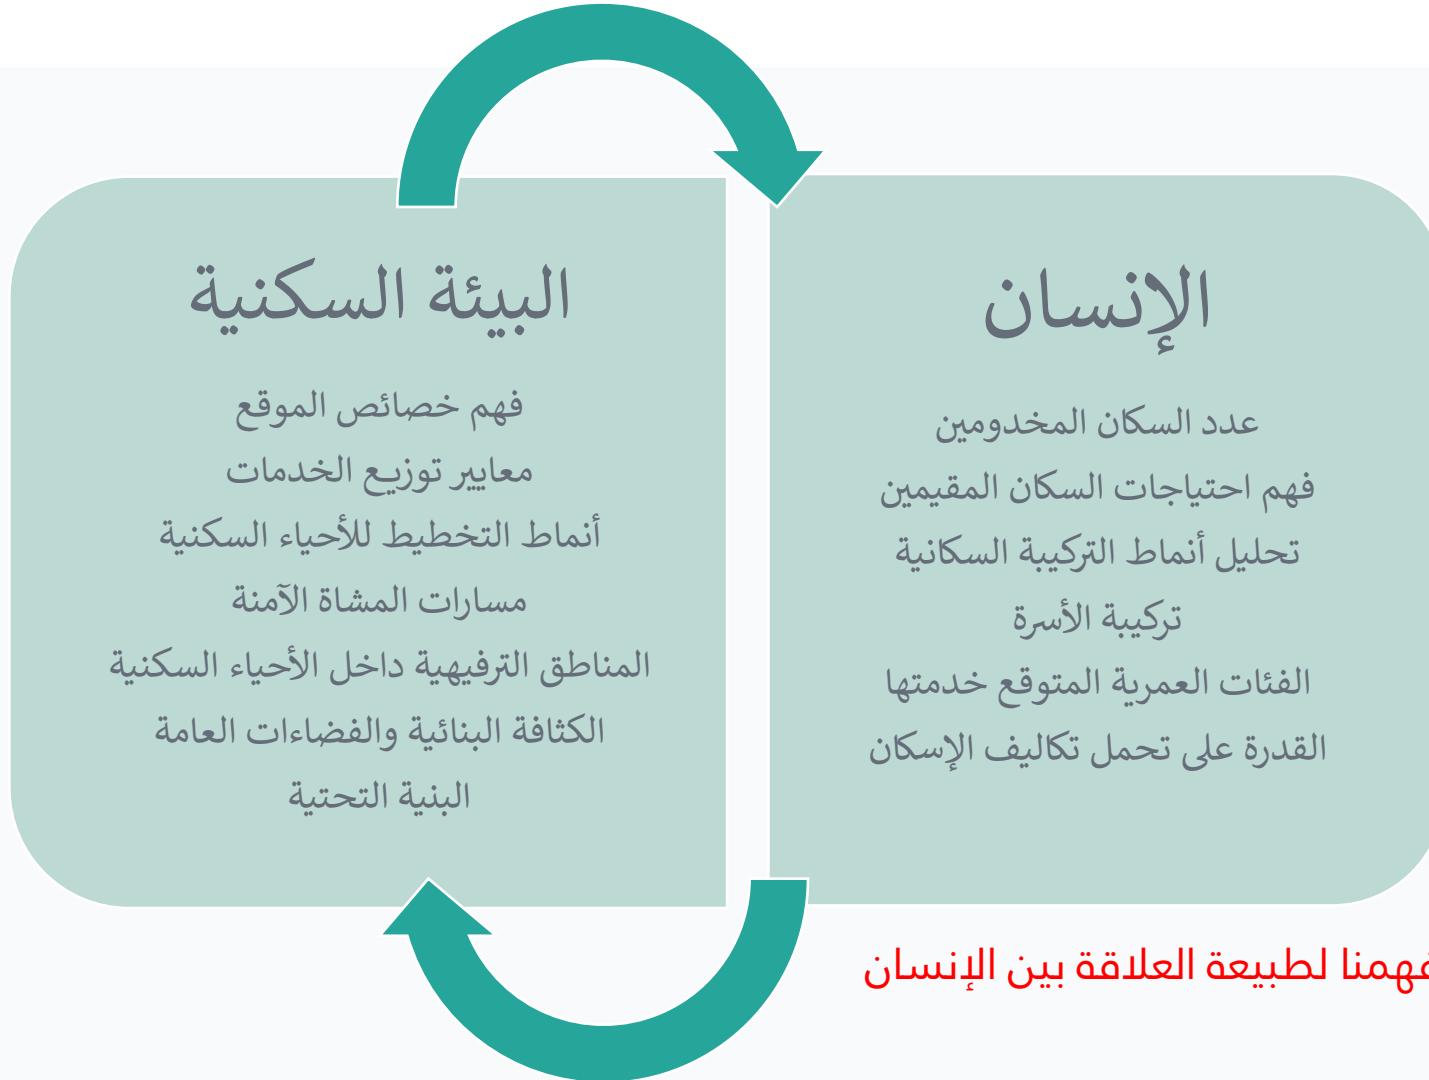 الإنسان
عدد السكان المخدومين
فهم احتياجات السكان المقيمين
تحليل أنماط التركيبة السكانية
تركيبة الأسرة
الفئات العمرية المتوقع خدمتها
القدرة على تحمل تكاليف الإسكان
البيئة السكنية
فهم خصائص الموقع
معايير توزيع الخدمات
أنماط التخطيط للأحياء السكنية
مسارات المشاة الآمنة
المناطق الترفيهية داخل الأحياء السكنية
الكثافة البنائية والفضاءات العامة
البنية التحتية
فهمنا لطبيعة العلاقة بين الإنسان